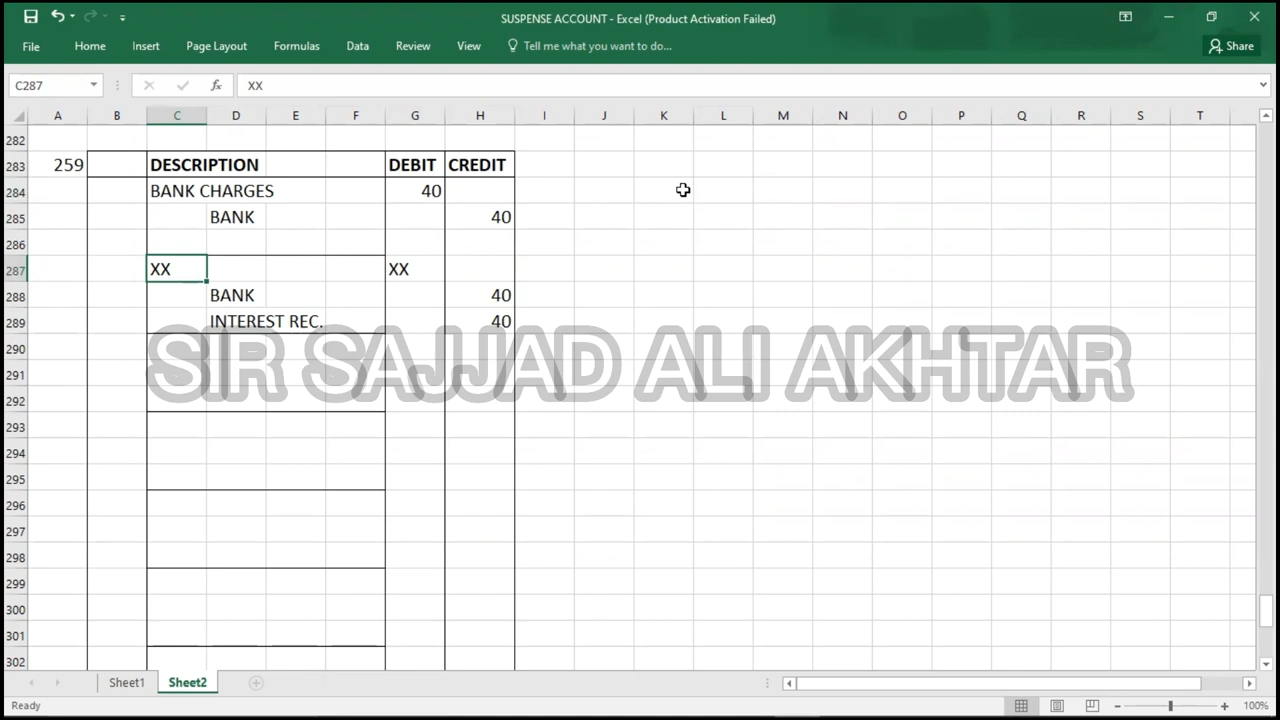 SUSPENSE ACCOUNT - Excel (Product Activation Failed)
File Home Insert Page Layout Formulas Data Review View Tell me what you want to do... Share
C287 fx XX
A B C D E F G H I J K L M N O P Q R S T
282
283 259 DESCRIPTION DEBIT CREDIT
284 BANK CHARGES 40
285 BANK 40
286
287 XX XX
288 BANK 40
289 INTEREST REC. 40
290
SIR SAJJAD ALI AKHTAR
291
292
293
294
295
296
297
298
299
300
301
302
Sheet1 Sheet2
Ready 100%